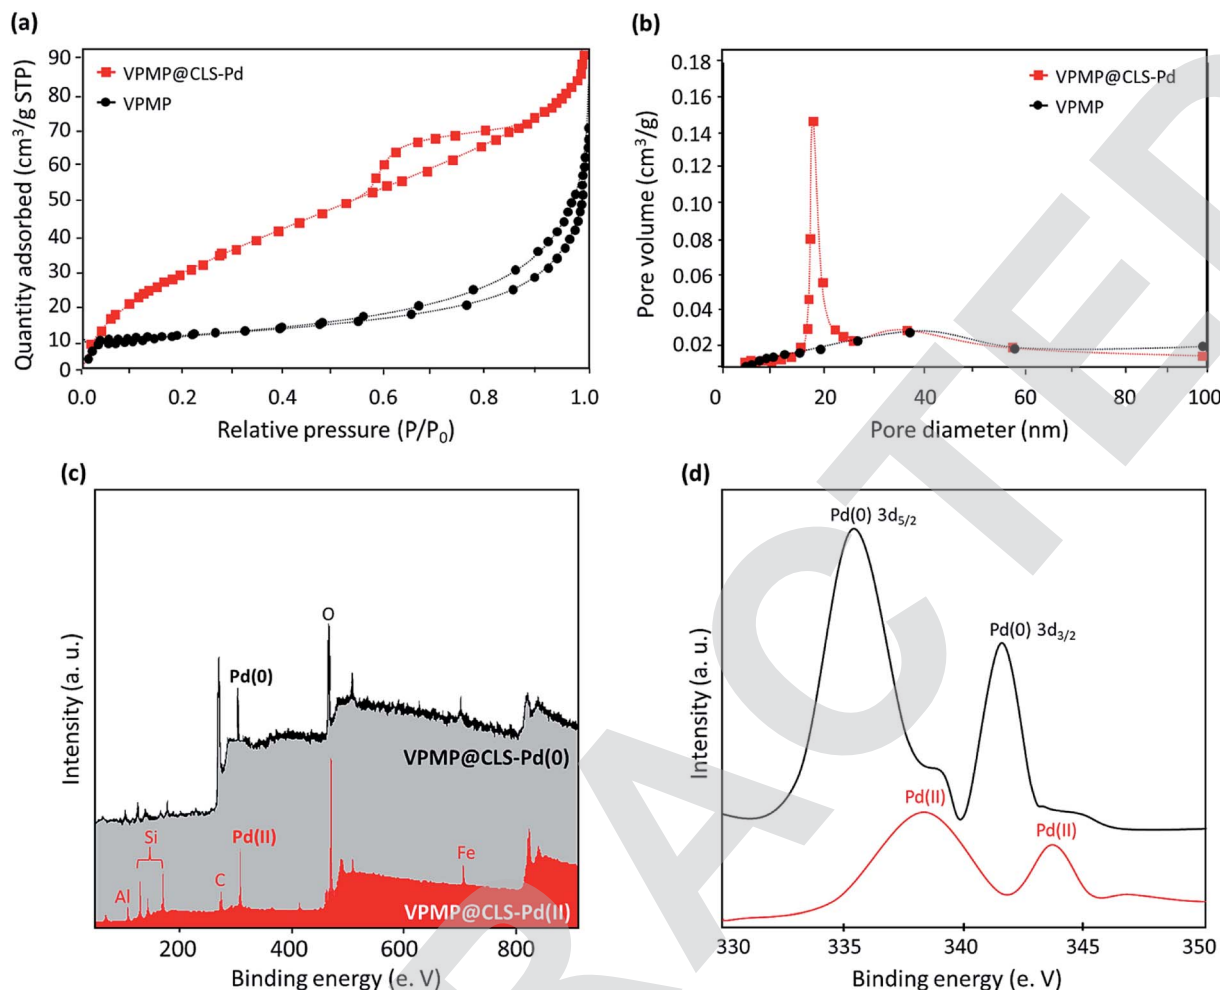 (a)
Quantity adsorbed (cm³/g STP)
90
80
70
60
50
40
30
20
10
0
VPMP@CLS-Pd
VPMP
0.0 0.2 0.4 0.6 0.8 1.0
Relative pressure (P/P₀)
(b)
Pore volume (cm³/g)
0.18
0.16
0.14
0.12
0.10
0.08
0.06
0.04
0.02
VPMP@CLS-Pd
VPMP
0 10 20 40 60 80 100
Pore diameter (nm)
(c)
Intensity (a. u.)
O
Pd(0)
VPMP@CLS-Pd(0)
Si
Pd(II)
Fe
C
Al
VPMP@CLS-Pd(II)
200 400 600 800
Binding energy (e. V)
(d)
Intensity (a. u.)
Pd(0) 3d₅/₂
Pd(0) 3d₃/₂
Pd(II)
Pd(II)
330 335 340 345 350
Binding energy (e. V)
RACTED